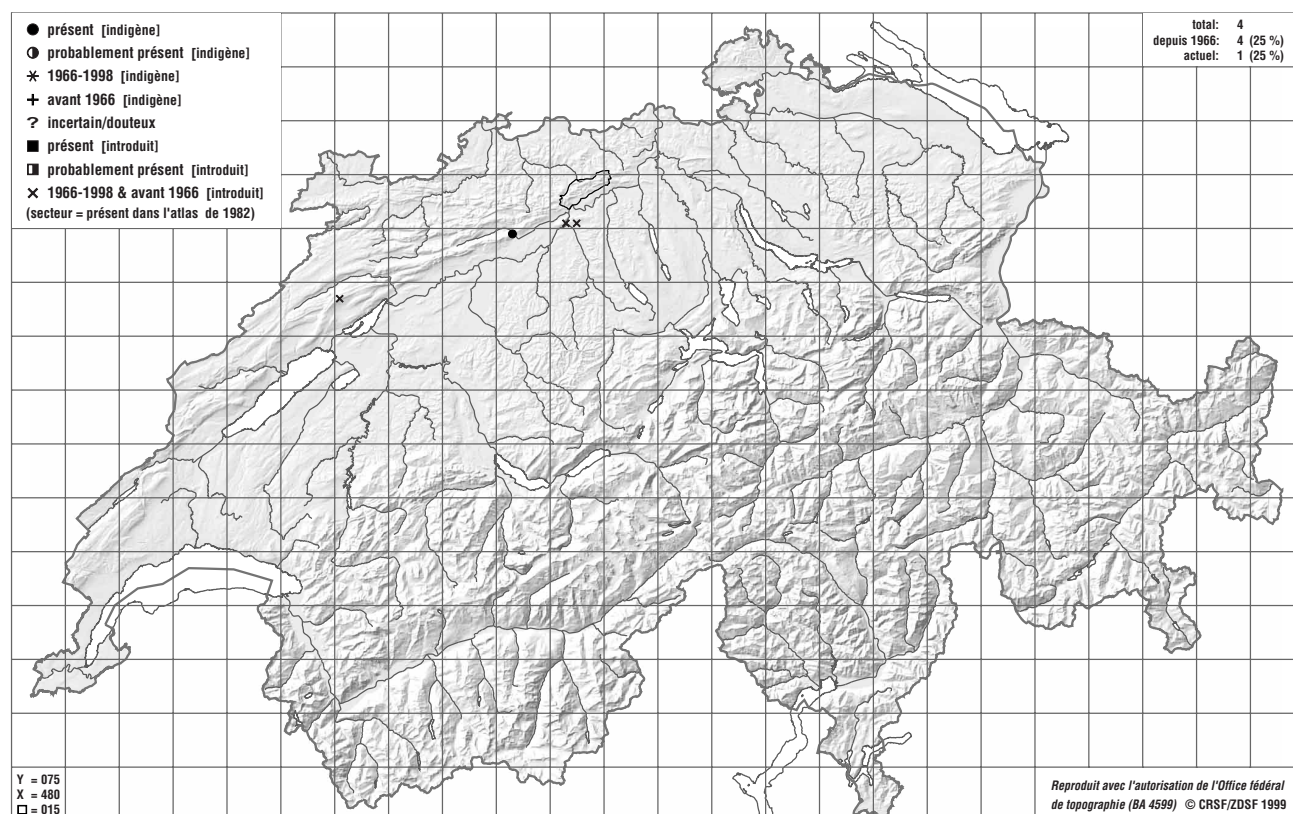 ● présent [indigène]
◑ probablement présent [indigène]
✳ 1966-1998 [indigène]
+ avant 1966 [indigène]
? incertain/douteux
■ présent [introduit]
◨ probablement présent [introduit]
× 1966-1998 & avant 1966 [introduit]
(secteur = présent dans l'atlas de 1982)
total: 4
depuis 1966: 4 (25 %)
actuel: 1 (25 %)
Y = 075
X = 480
□ = 015
Reproduit avec l'autorisation de l'Office fédéral
de topographie (BA 4599) © CRSF/ZDSF 1999